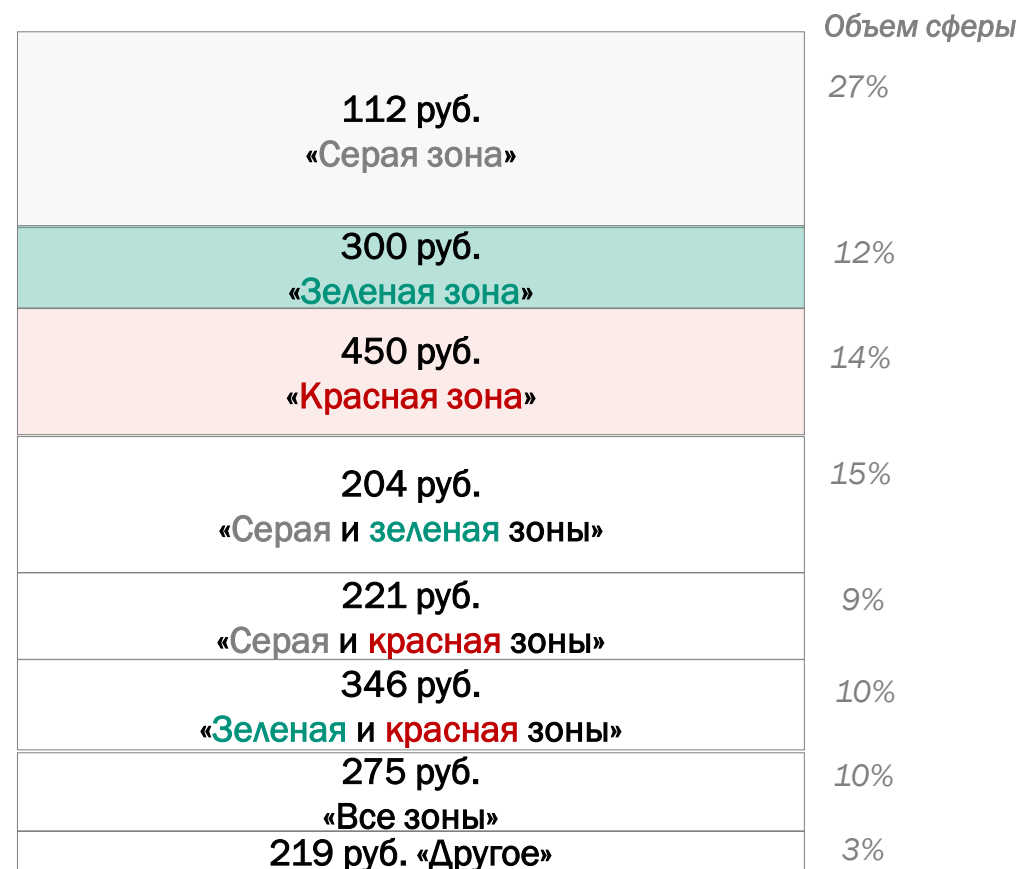 Объем сферы
112 руб.
27%
«Серая зона»
300 руб.
12%
«Зеленая зона»
450 руб.
14%
«Красная зона»
204 руб.
15%
«Серая и зеленая зоны»
221 руб.
9%
«Серая и красная зоны»
346 руб.
10%
«Зеленая и красная зоны»
275 руб.
10%
«Все зоны»
219 руб. «Другое»
3%